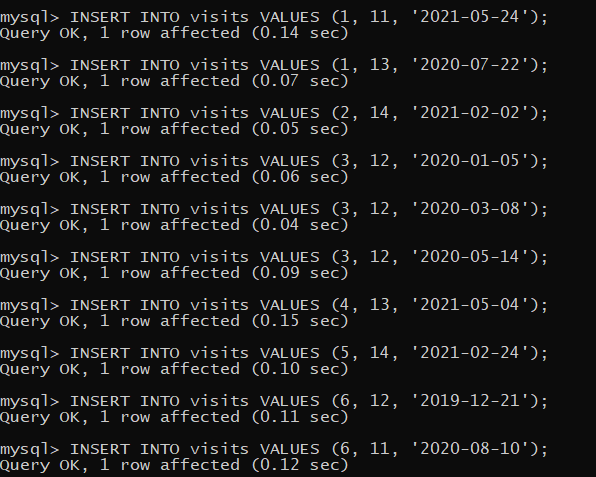 mysql> INSERT INTO visits VALUES (1, 11, '2021-05-24');
Query OK, 1 row affected (0.14 sec)
mysql> INSERT INTO visits VALUES (1, 13, '2020-07-22');
Query OK, 1 row affected (0.07 sec)
mysql> INSERT INTO visits VALUES (2, 14, '2021-02-02');
Query OK, 1 row affected (0.05 sec)
mysql> INSERT INTO visits VALUES (3, 12, '2020-01-05');
Query OK, 1 row affected (0.06 sec)
mysql> INSERT INTO visits VALUES (3, 12, '2020-03-08');
Query OK, 1 row affected (0.04 sec)
mysql> INSERT INTO visits VALUES (3, 12, '2020-05-14');
Query OK, 1 row affected (0.09 sec)
mysql> INSERT INTO visits VALUES (4, 13, '2021-05-04');
Query OK, 1 row affected (0.15 sec)
mysql> INSERT INTO visits VALUES (5, 14, '2021-02-24');
Query OK, 1 row affected (0.10 sec)
mysql> INSERT INTO visits VALUES (6, 12, '2019-12-21');
Query OK, 1 row affected (0.11 sec)
mysql> INSERT INTO visits VALUES (6, 11, '2020-08-10');
Query OK, 1 row affected (0.12 sec)